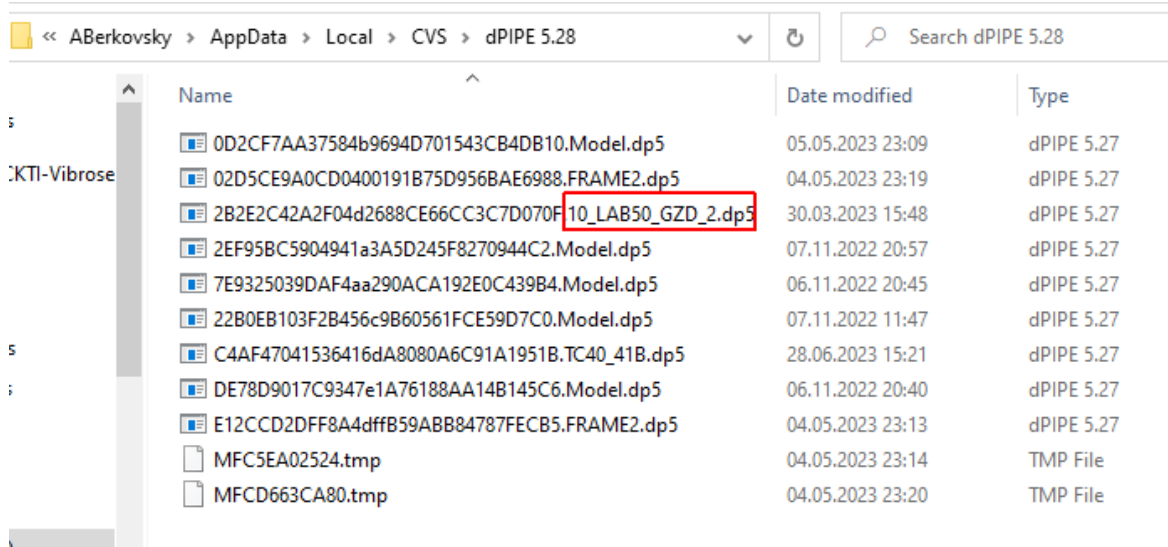 « ABerkovsky › AppData › Local › CVS › dPIPE 5.28 Search dPIPE 5.28
Name Date modified Type
0D2CF7AA37584b9694D701543CB4DB10.Model.dp5 05.05.2023 23:09 dPIPE 5.27
02D5CE9A0CD0400191B75D956BAE6988.FRAME2.dp5 04.05.2023 23:19 dPIPE 5.27
CKTI-Vibrose
2B2E2C42A2F04d2688CE66CC3C7D070F.10_LAB50_GZD_2.dp5 30.03.2023 15:48 dPIPE 5.27
2EF95BC5904941a3A5D245F8270944C2.Model.dp5 07.11.2022 20:57 dPIPE 5.27
7E9325039DAF4aa290ACA192E0C439B4.Model.dp5 06.11.2022 20:45 dPIPE 5.27
22B0EB103F2B456c9B60561FCE59D7C0.Model.dp5 07.11.2022 11:47 dPIPE 5.27
C4AF47041536416dA8080A6C91A1951B.TC40_41B.dp5 28.06.2023 15:21 dPIPE 5.27
DE78D9017C9347e1A76188AA14B145C6.Model.dp5 06.11.2022 20:40 dPIPE 5.27
E12CCD2DFF8A4dffB59ABB84787FECB5.FRAME2.dp5 04.05.2023 23:13 dPIPE 5.27
MFC5EA02524.tmp 04.05.2023 23:14 TMP File
MFCD663CA80.tmp 04.05.2023 23:20 TMP File